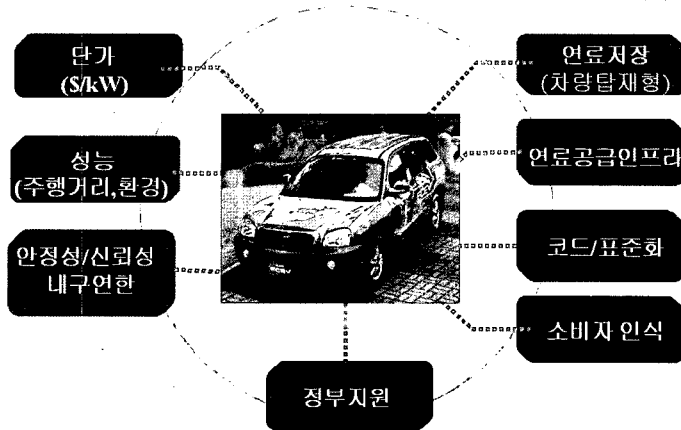 단가
($/kW)
성능
(주행거리,환경)
안정성/신뢰성
내구연한
연료저장
(차량탑재형)
연료공급인프라
코드/표준화
소비자 인식
정부지원